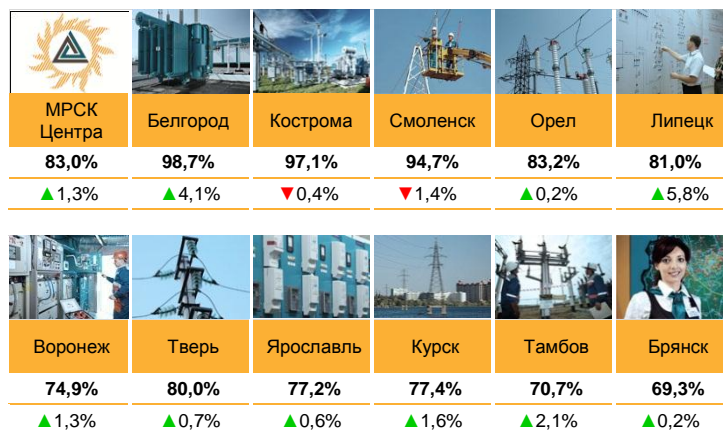 МРСК
Центра
Белгород
Кострома
Смоленск
Орел
Липецк
83,0%
98,7%
97,1%
94,7%
83,2%
81,0%
▲1,3%
▲4,1%
▼0,4%
▼1,4%
▲0,2%
▲5,8%
Воронеж
Тверь
Ярославль
Курск
Тамбов
Брянск
74,9%
80,0%
77,2%
77,4%
70,7%
69,3%
▲1,3%
▲0,7%
▲0,6%
▲1,6%
▲2,1%
▲0,2%